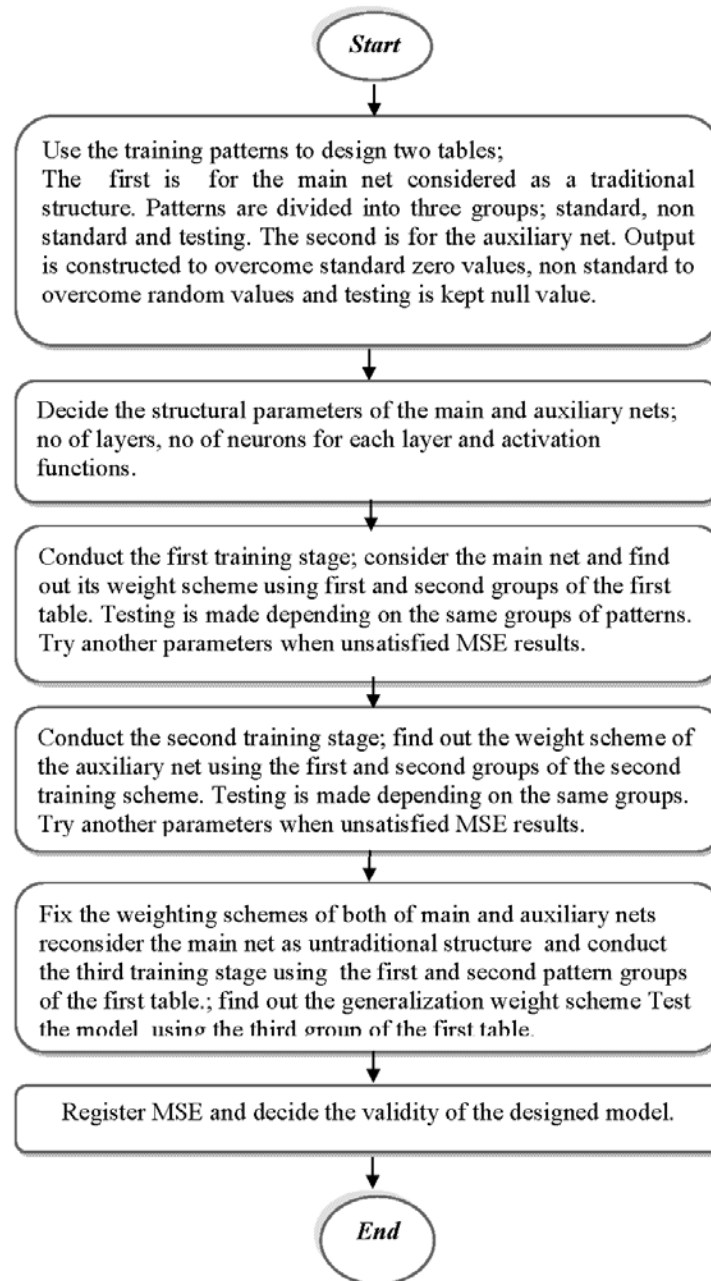 Start
Use the training patterns to design two tables;
The first is for the main net considered as a traditional
structure. Patterns are divided into three groups; standard, non
standard and testing. The second is for the auxiliary net. Output
is constructed to overcome standard zero values, non standard to
overcome random values and testing is kept null value.
Decide the structural parameters of the main and auxiliary nets;
no of layers, no of neurons for each layer and activation
functions.
Conduct the first training stage; consider the main net and find
out its weight scheme using first and second groups of the first
table. Testing is made depending on the same groups of patterns.
Try another parameters when unsatisfied MSE results.
Conduct the second training stage; find out the weight scheme of
the auxiliary net using the first and second groups of the second
training scheme. Testing is made depending on the same groups.
Try another parameters when unsatisfied MSE results.
Fix the weighting schemes of both of main and auxiliary nets
reconsider the main net as untraditional structure and conduct
the third training stage using the first and second pattern groups
of the first table.; find out the generalization weight scheme Test
the model using the third group of the first table.
Register MSE and decide the validity of the designed model.
End